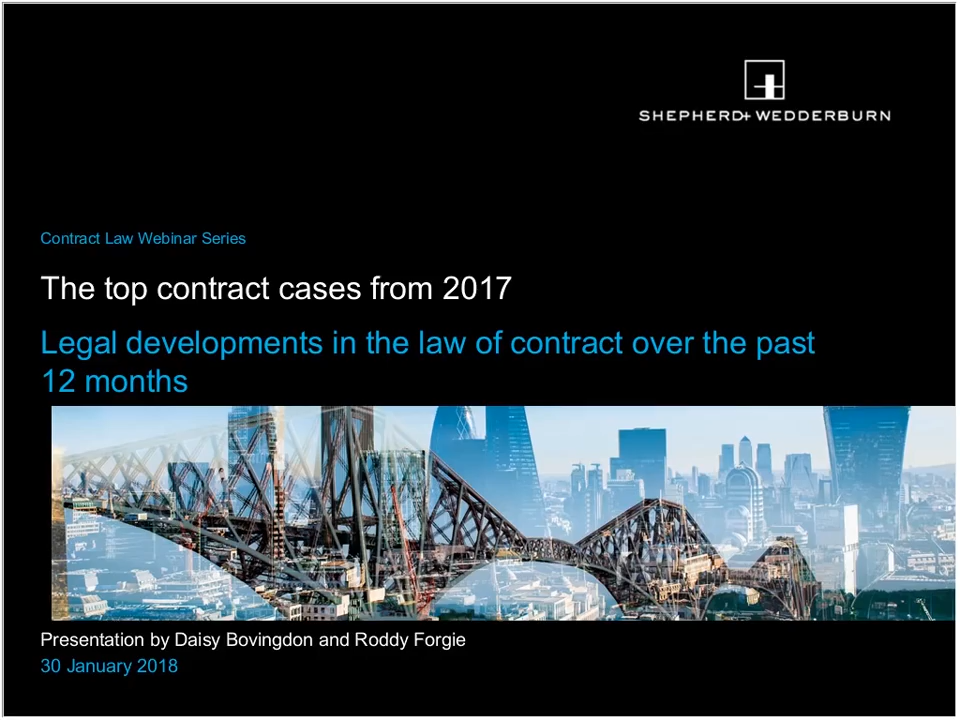 SHEPHERD+ WEDDERBURN
Contract Law Webinar Series
The top contract cases from 2017
Legal developments in the law of contract over the past
12 months
Presentation by Daisy Bovingdon and Roddy Forgie
30 January 2018